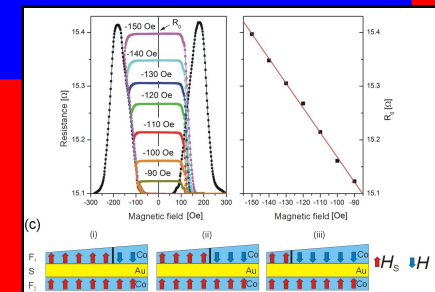 15.4
15.3
15.2
15.1
Resistance [Ω]
-150 Oe
R₀
-140 Oe
-130 Oe
-120 Oe
-110 Oe
-100 Oe
-90 Oe
-300 -200 -100 0 100 200 300
Magnetic field [Oe]
15.4
15.3
15.2
15.1
R₀ [Ω]
-150 -140 -130 -120 -110 -100 -90
Magnetic field [Oe]
(c)
(i) (ii) (iii)
F₁ Co Co Co
S Au Au Au
F₂ Co Co Co
Hₛ H